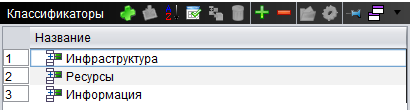 Классификаторы
Название
1 Инфраструктура
2 Ресурсы
3 Информация